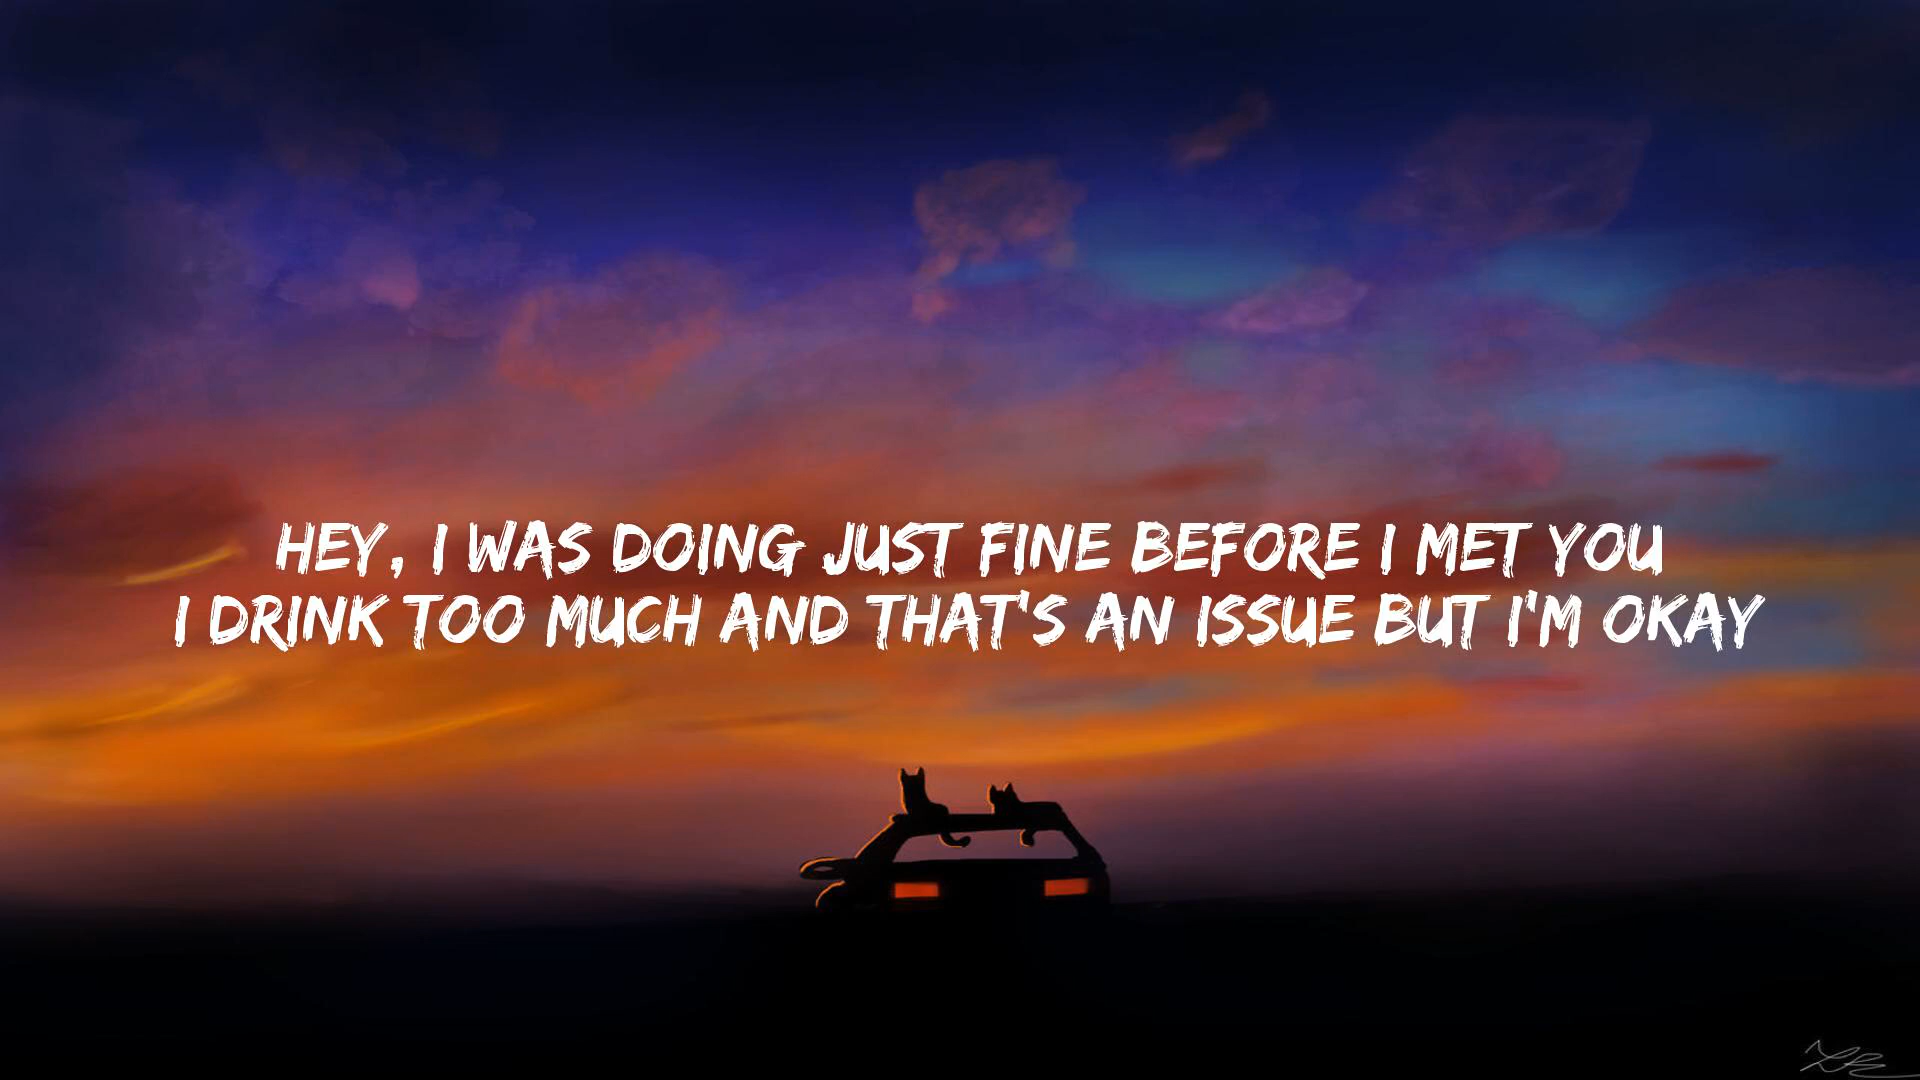 HEY, I WAS DOING JUST FINE BEFORE I MET YOU
I DRINK TOO MUCH AND THAT'S AN ISSUE BUT I'M OKAY